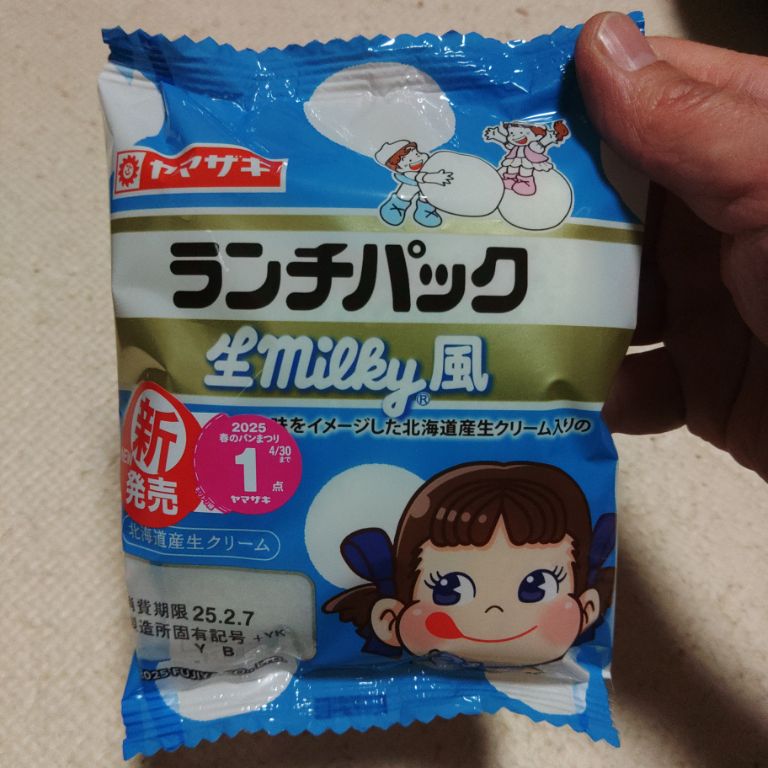 ヤマザキ
ランチパック
生milky風
®
味をイメージした北海道産生クリーム入りの
新
発売
2025
春のパンまつり
4/30
まで
1
点
ヤマザキ
北海道産生クリーム
消費期限 25.2.7
製造所固有記号 +YK
Y B